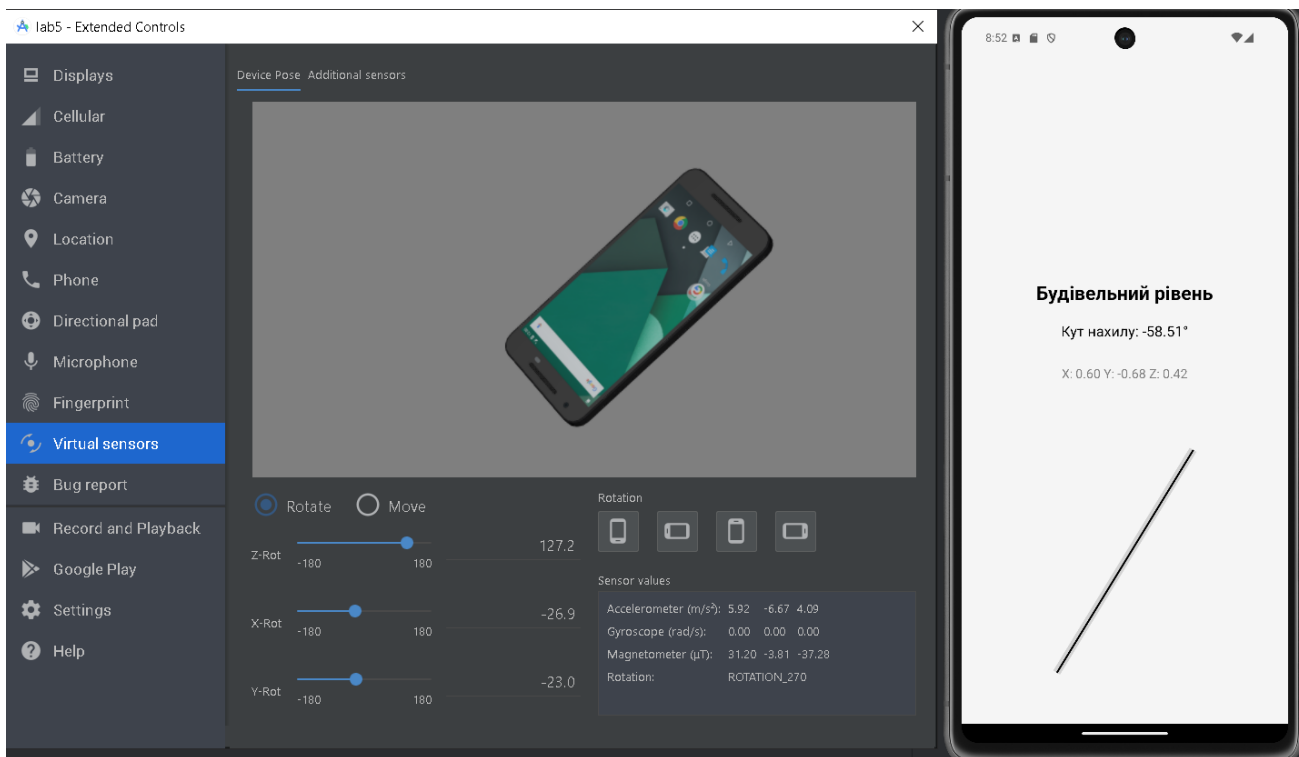 lab5 - Extended Controls
Displays
Cellular
Battery
Camera
Location
Phone
Directional pad
Microphone
Fingerprint
Virtual sensors
Bug report
Record and Playback
Google Play
Settings
Help
Device Pose Additional sensors
Rotate Move
Z-Rot -180 180 127.2
X-Rot -180 180 -26.9
Y-Rot -180 180 -23.0
Rotation
Sensor values
Accelerometer (m/s²): 5.92 -6.67 4.09
Gyroscope (rad/s): 0.00 0.00 0.00
Magnetometer (μT): 31.20 -3.81 -37.28
Rotation: ROTATION_270
8:52
Будівельний рівень
Кут нахилу: -58.51°
X: 0.60 Y: -0.68 Z: 0.42